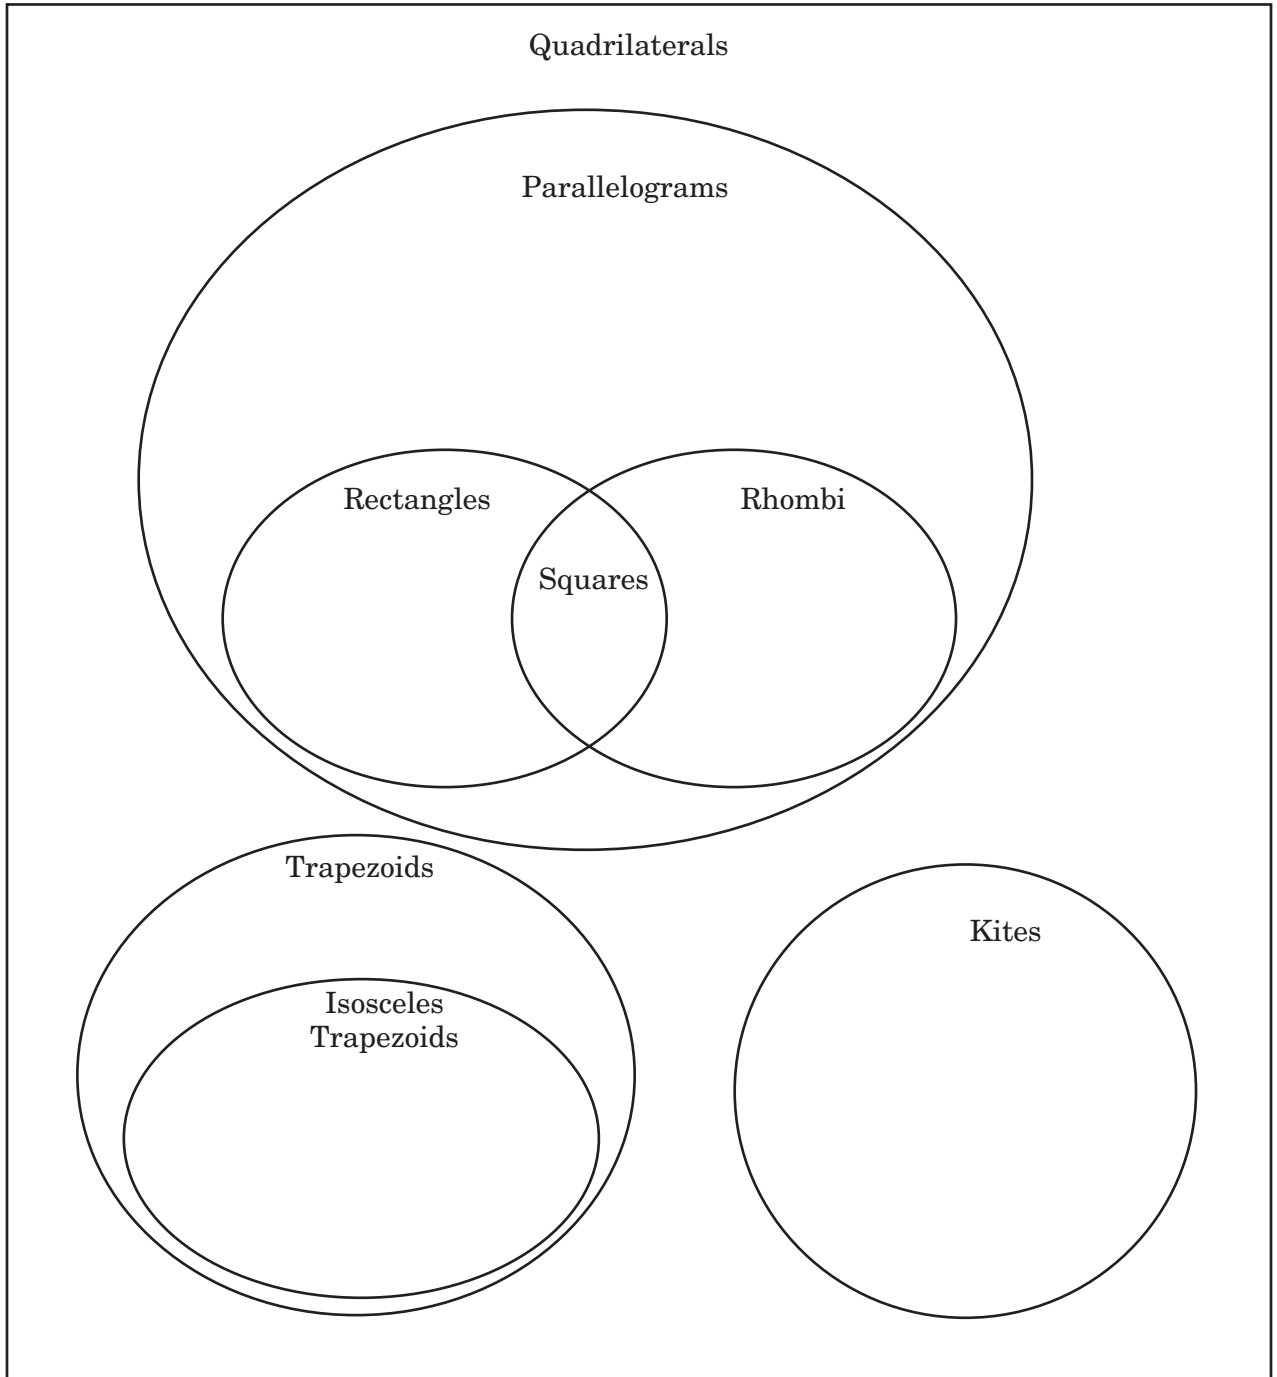 Quadrilaterals
Parallelograms
Rectangles
Rhombi
Squares
Trapezoids
Kites
Isosceles
Trapezoids